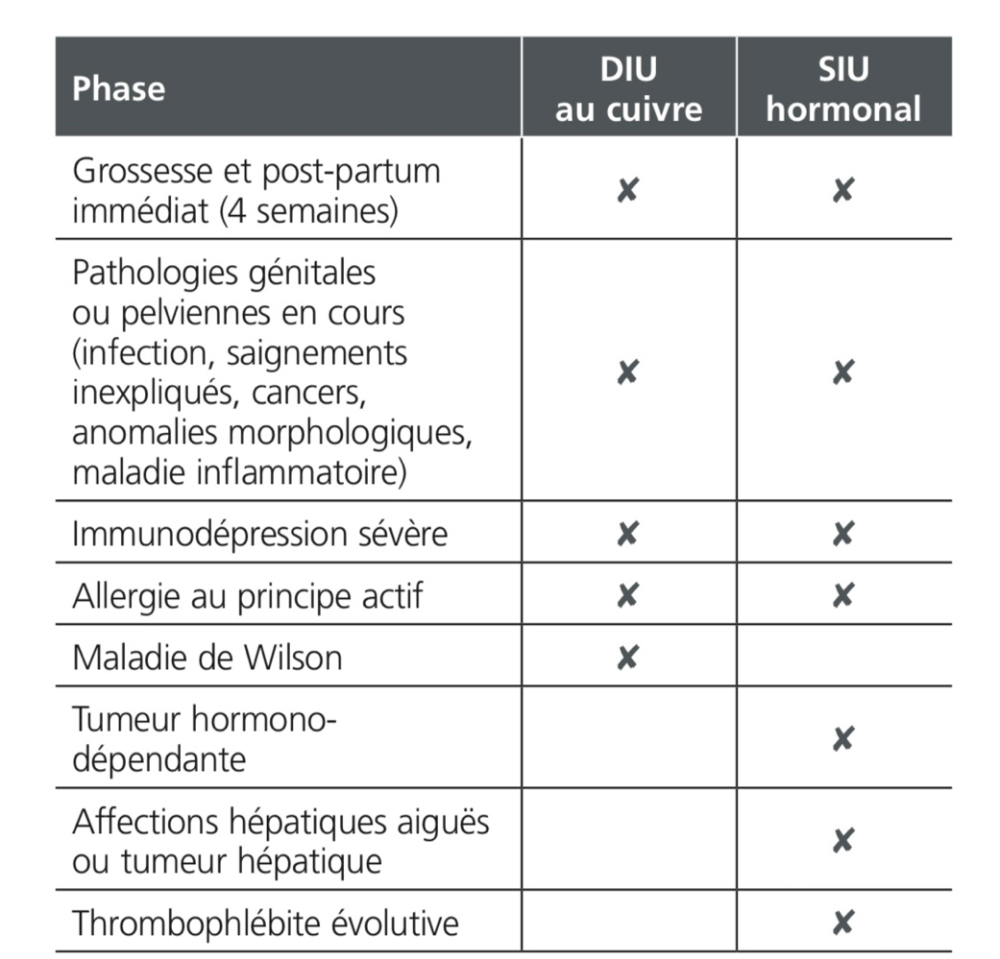 Phase
DIU
au cuivre
SIU
hormonal
Grossesse et post-partum
immédiat (4 semaines)
✘ ✘
Pathologies génitales
ou pelviennes en cours
(infection, saignements
inexpliqués, cancers,
anomalies morphologiques,
maladie inflammatoire)
✘ ✘
Immunodépression sévère ✘ ✘
Allergie au principe actif ✘ ✘
Maladie de Wilson ✘
Tumeur hormono-
dépendante
✘
Affections hépatiques aiguës
ou tumeur hépatique
✘
Thrombophlébite évolutive ✘